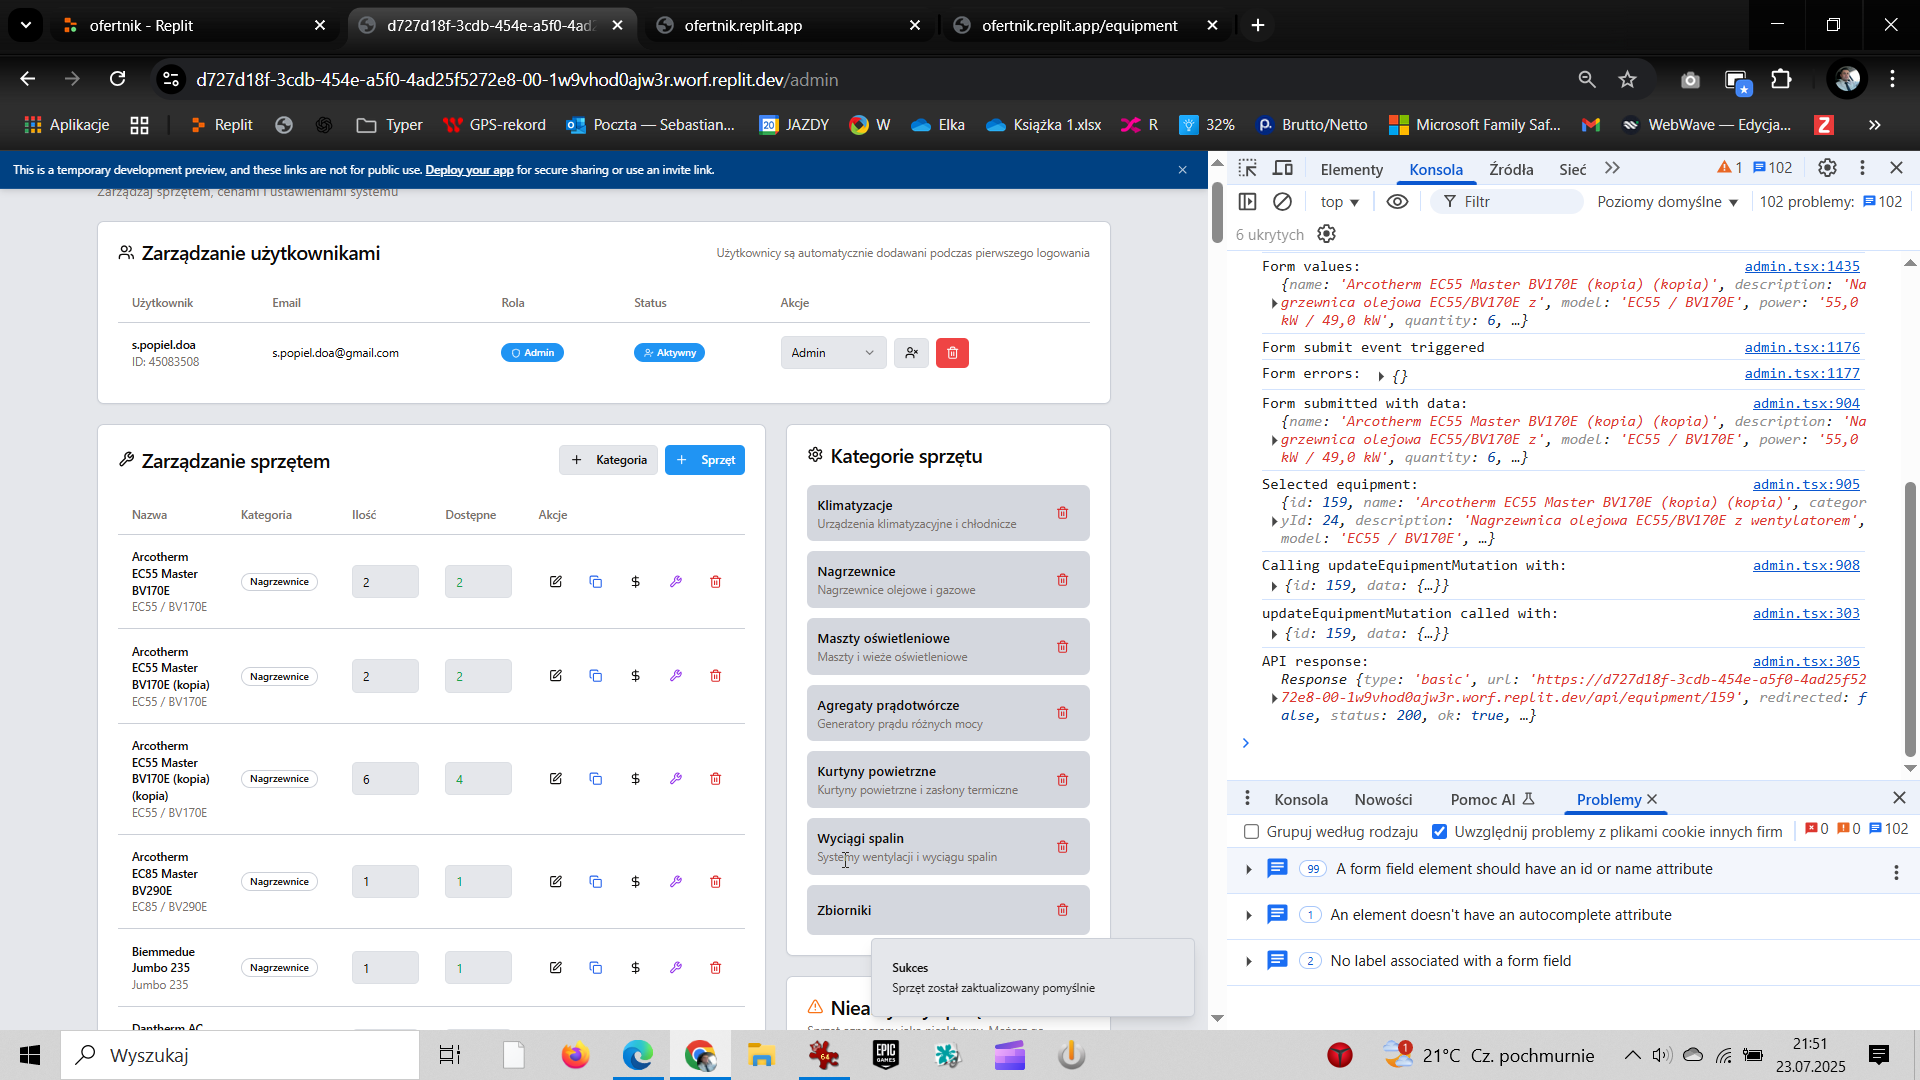 ofertnik - Replit
d727d18f-3cdb-454e-a5f0-4ad2
ofertnik.replit.app
ofertnik.replit.app/equipment
d727d18f-3cdb-454e-a5f0-4ad25f5272e8-00-1w9vhod0ajw3r.worf.replit.dev/admin
Aplikacje
Replit
Typer
GPS-rekord
Poczta — Sebastian...
20 JAZDY
W
Elka
Książka 1.xlsx
R
32%
Brutto/Netto
Microsoft Family Saf...
WebWave — Edycja...
Z
This is a temporary development preview, and these links are not for public use. Deploy your app for secure sharing or use an invite link.
Zarządzaj sprzętem, cenami i ustawieniami systemu
Zarządzanie użytkownikami
Użytkownicy są automatycznie dodawani podczas pierwszego logowania
Użytkownik Email Rola Status Akcje
s.popiel.doa
ID: 45083508
s.popiel.doa@gmail.com
Admin
Aktywny
Admin
Zarządzanie sprzętem
+ Kategoria
+ Sprzęt
Nazwa Kategoria Ilość Dostępne Akcje
Arcotherm
EC55 Master
BV170E
EC55 / BV170E
Nagrzewnice
2
2
Arcotherm
EC55 Master
BV170E (kopia)
EC55 / BV170E
Nagrzewnice
2
2
Arcotherm
EC55 Master
BV170E (kopia)
(kopia)
EC55 / BV170E
Nagrzewnice
6
4
Arcotherm
EC85 Master
BV290E
EC85 / BV290E
Nagrzewnice
1
1
Biemmedue
Jumbo 235
Jumbo 235
Nagrzewnice
1
1
Dantherm AC
Kategorie sprzętu
Klimatyzacje
Urządzenia klimatyzacyjne i chłodnicze
Nagrzewnice
Nagrzewnice olejowe i gazowe
Maszty oświetleniowe
Maszty i wieże oświetleniowe
Agregaty prądotwórcze
Generatory prądu różnych mocy
Kurtyny powietrzne
Kurtyny powietrzne i zasłony termiczne
Wyciągi spalin
Systemy wentylacji i wyciągu spalin
Zbiorniki
Sukces
Sprzęt został zaktualizowany pomyślnie
Elementy
Konsola
Źródła
Sieć
1
102
top
Filtr
Poziomy domyślne
102 problemy: 102
6 ukrytych
Form values: admin.tsx:1435
{name: 'Arcotherm EC55 Master BV170E (kopia) (kopia)', description: 'Na
grzewnica olejowa EC55/BV170E z', model: 'EC55 / BV170E', power: '55,0
kW / 49,0 kW', quantity: 6, …}
Form submit event triggered admin.tsx:1176
Form errors: {} admin.tsx:1177
Form submitted with data: admin.tsx:904
{name: 'Arcotherm EC55 Master BV170E (kopia) (kopia)', description: 'Na
grzewnica olejowa EC55/BV170E z', model: 'EC55 / BV170E', power: '55,0
kW / 49,0 kW', quantity: 6, …}
Selected equipment: admin.tsx:905
{id: 159, name: 'Arcotherm EC55 Master BV170E (kopia) (kopia)', categor
yId: 24, description: 'Nagrzewnica olejowa EC55/BV170E z wentylatorem',
model: 'EC55 / BV170E', …}
Calling updateEquipmentMutation with: admin.tsx:908
{id: 159, data: {…}}
updateEquipmentMutation called with: admin.tsx:303
{id: 159, data: {…}}
API response: admin.tsx:305
Response {type: 'basic', url: 'https://d727d18f-3cdb-454e-a5f0-4ad25f52
72e8-00-1w9vhod0ajw3r.worf.replit.dev/api/equipment/159', redirected: f
alse, status: 200, ok: true, …}
Konsola
Nowości
Pomoc AI
Problemy
Grupuj według rodzaju
Uwzględnij problemy z plikami cookie innych firm
0 0 102
99 A form field element should have an id or name attribute
1 An element doesn't have an autocomplete attribute
2 No label associated with a form field
Wyszukaj
64
EPIC GAMES
1
21°C Cz. pochmurnie
21:51
23.07.2025